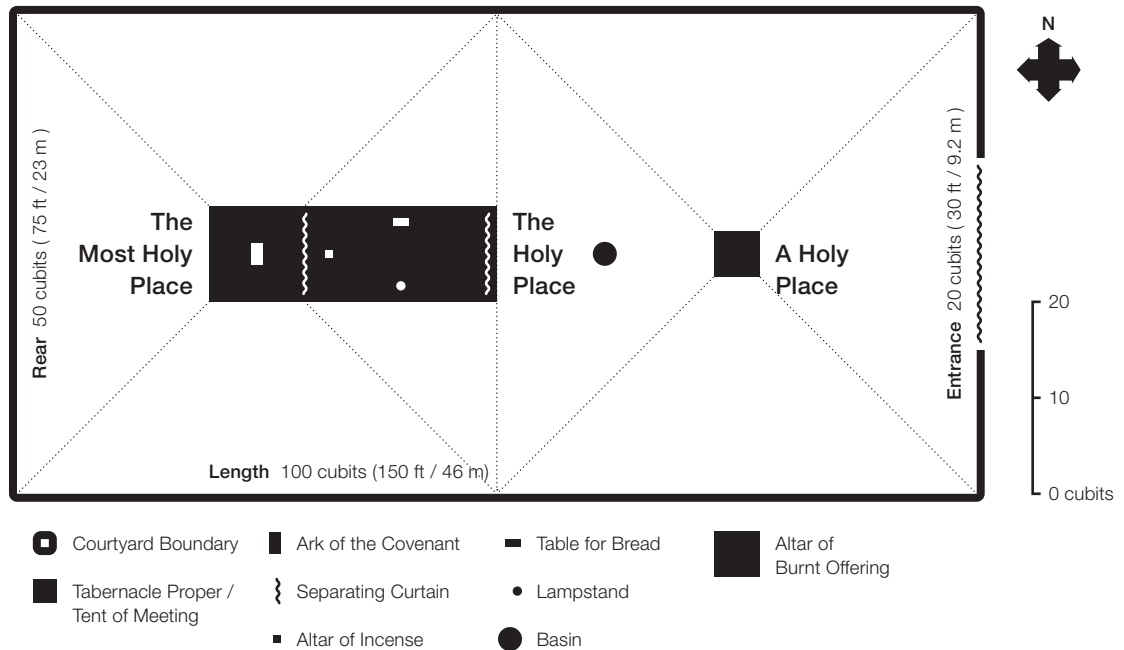 N
Rear 50 cubits ( 75 ft / 23 m )
The
Most Holy
Place
The
Holy
Place
A Holy
Place
Entrance 20 cubits ( 30 ft / 9.2 m )
20
10
0 cubits
Length 100 cubits (150 ft / 46 m)
Courtyard Boundary
Tabernacle Proper /
Tent of Meeting
Ark of the Covenant
Separating Curtain
Altar of Incense
Table for Bread
Lampstand
Basin
Altar of
Burnt Offering